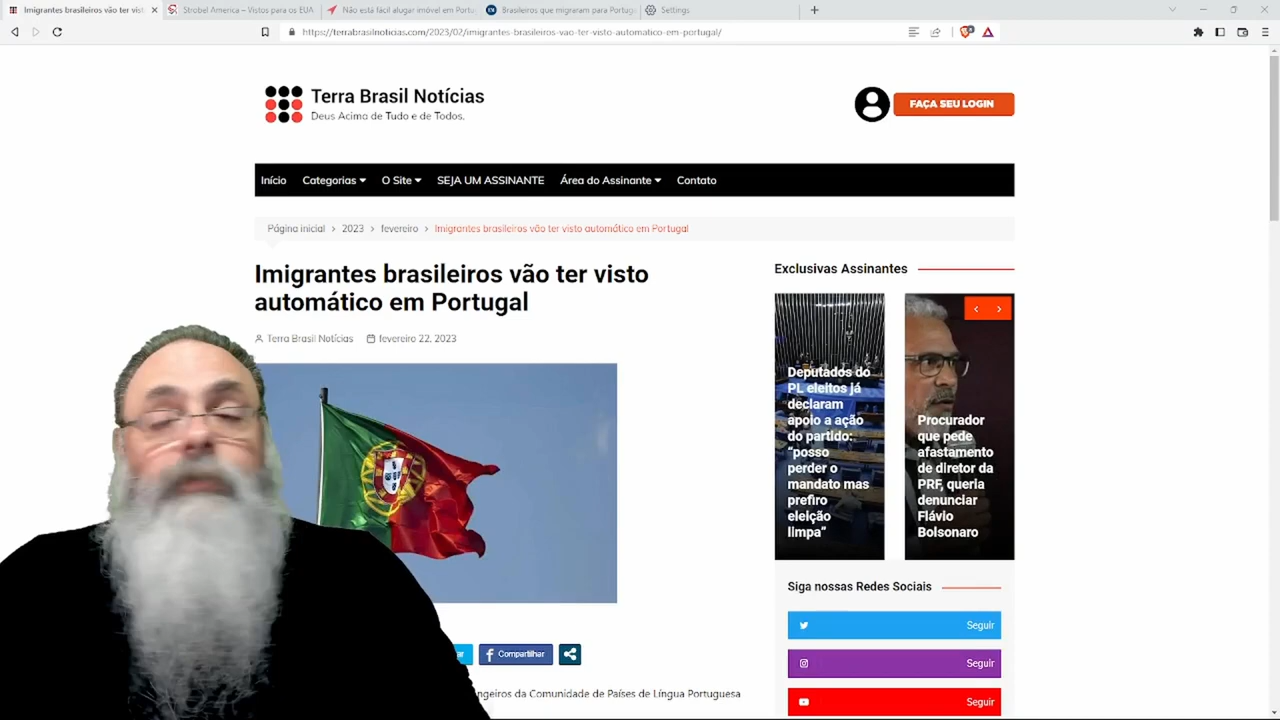 Imigrantes brasileiros vão ter vist
Strobel America – Vistos para os EUA
Não está fácil alugar imóvel em Portu
Brasileiros que migraram para Portug
Settings
https://terrabrasilnoticias.com/2023/02/imigrantes-brasileiros-vao-ter-visto-automatico-em-portugal/
Terra Brasil Notícias
Deus Acima de Tudo e de Todos.
FAÇA SEU LOGIN
Início Categorias O Site SEJA UM ASSINANTE Área do Assinante Contato
Página inicial > 2023 > fevereiro > Imigrantes brasileiros vão ter visto automático em Portugal
Imigrantes brasileiros vão ter visto
automático em Portugal
Terra Brasil Notícias fevereiro 22, 2023
Exclusivas Assinantes
Deputados do
PL eleitos já
declaram
apoio a ação
do partido:
“posso
perder o
mandato mas
prefiro
eleição
limpa“
Procurador
que pede
afastamento
de diretor da
PRF, queria
denunciar
Flávio
Bolsonaro
Siga nossas Redes Sociais
Seguir
Seguir
Seguir
ar
Compartilhar
ngeiros da Comunidade de Países de Língua Portuguesa